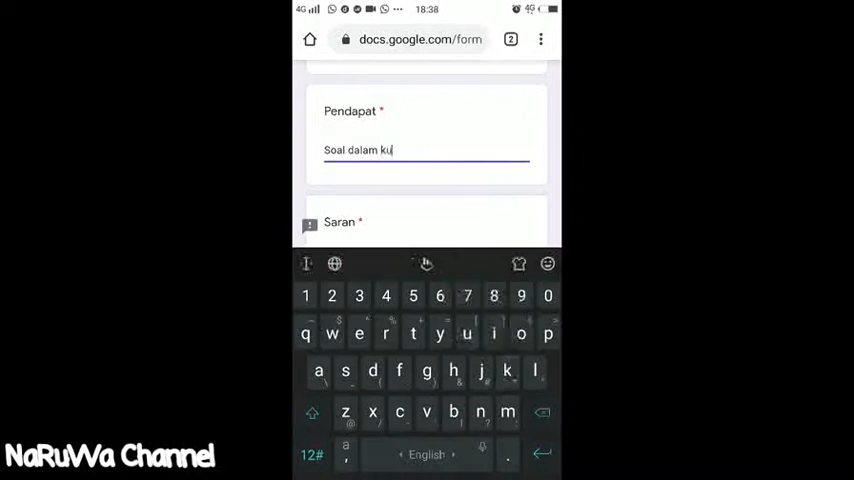 4G 18:38 4G
docs.google.com/form 2
Pendapat *
Soal dalam ku
Saran *
1 2 3 4 5 6 7 8 9 0
q w e r t y u i o p
a s d f g h j k l
z x c v b n m
12# , English .
NaRuWa Channel